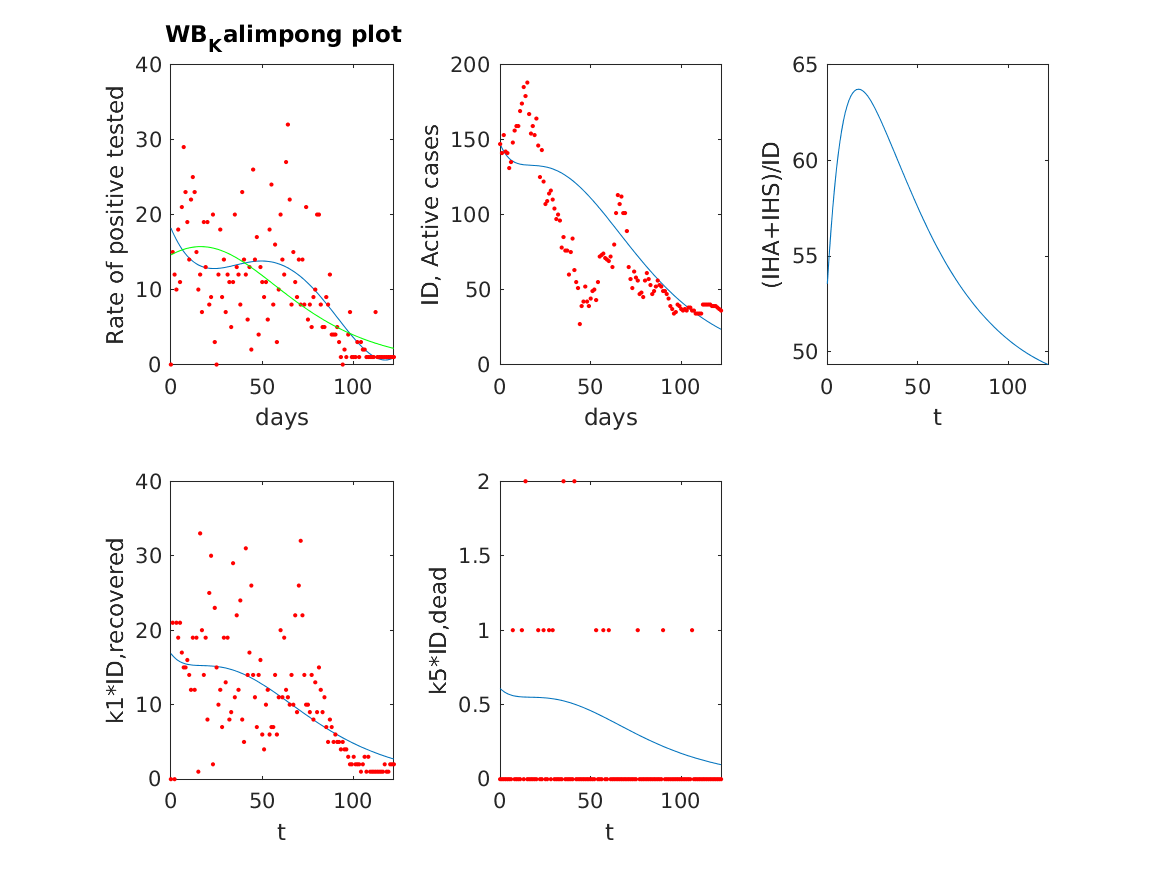 WB_Kalimpong plot
40
30
20
10
0
Rate of positive tested
0 50 100
days
200
150
100
50
0
ID, Active cases
0 50 100
days
65
60
55
50
(IHA+IHS)/ID
0 50 100
t
40
30
20
10
0
k1*ID,recovered
0 50 100
t
2
1.5
1
0.5
0
k5*ID,dead
0 50 100
t